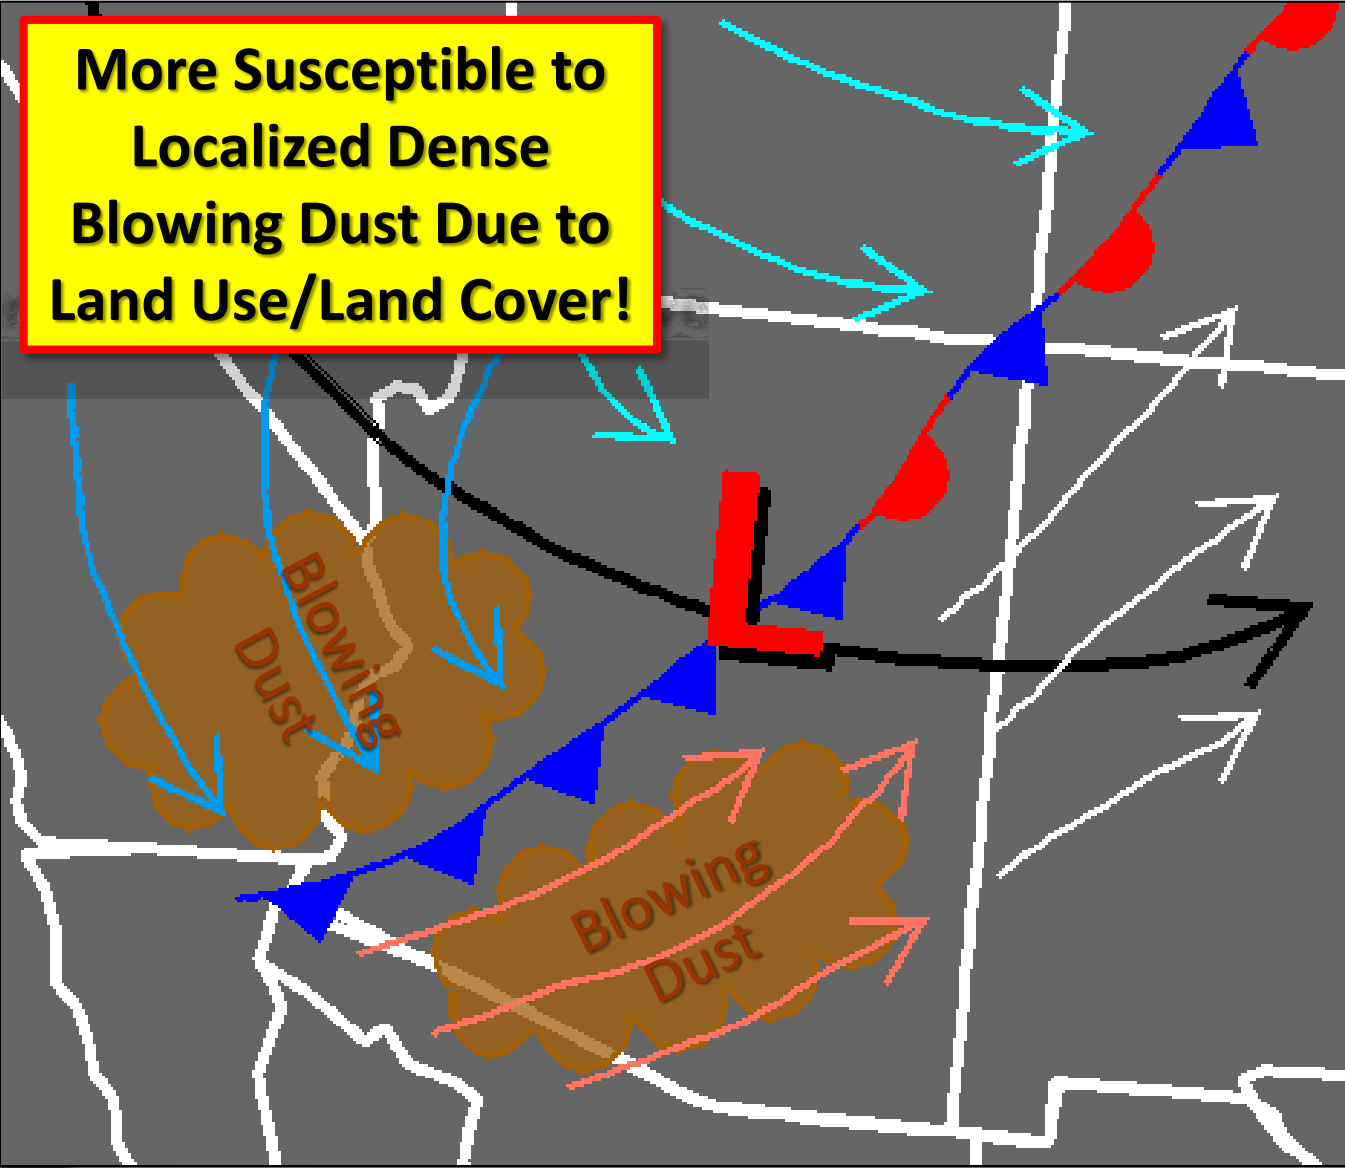 More Susceptible to
Localized Dense
Blowing Dust Due to
Land Use/Land Cover!
L
Blowing
Dust
Blowing
Dust